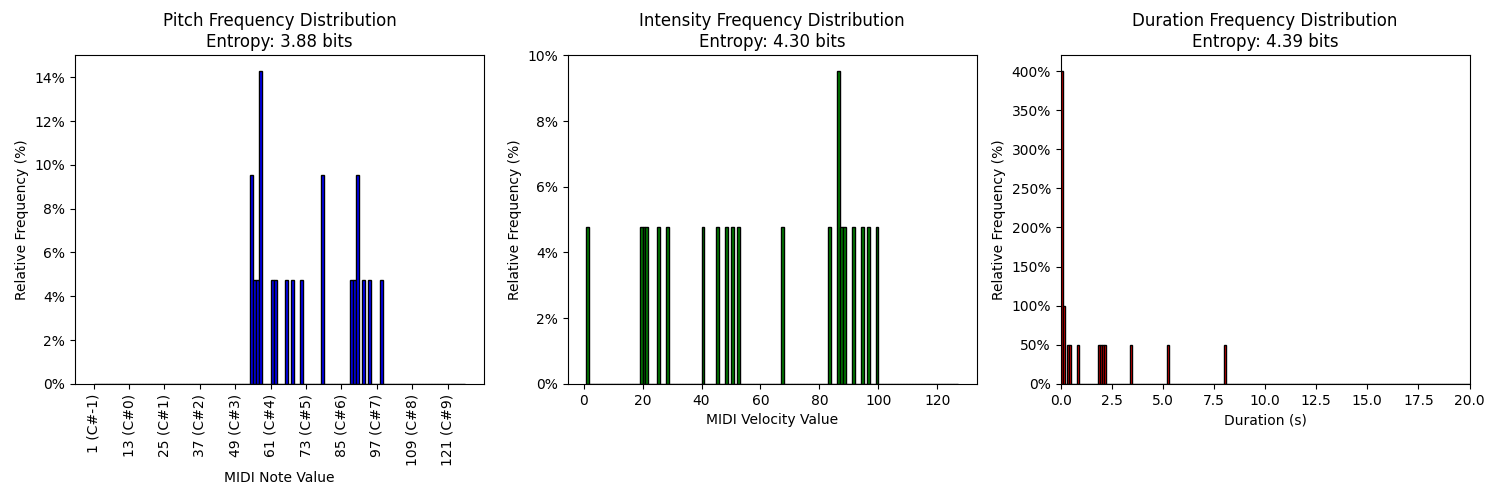 Pitch Frequency Distribution
Entropy: 3.88 bits
Relative Frequency (%)
14%
12%
10%
8%
6%
4%
2%
0%
1 (C#-1)
13 (C#0)
25 (C#1)
37 (C#2)
49 (C#3)
61 (C#4)
73 (C#5)
85 (C#6)
97 (C#7)
109 (C#8)
121 (C#9)
MIDI Note Value
Intensity Frequency Distribution
Entropy: 4.30 bits
Relative Frequency (%)
10%
8%
6%
4%
2%
0%
0 20 40 60 80 100 120
MIDI Velocity Value
Duration Frequency Distribution
Entropy: 4.39 bits
Relative Frequency (%)
400%
350%
300%
250%
200%
150%
100%
50%
0%
0.0 2.5 5.0 7.5 10.0 12.5 15.0 17.5 20.0
Duration (s)